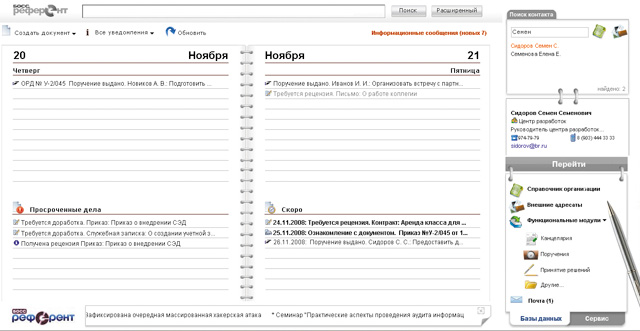 БОСС
референт
Поиск
Расширенный
Создать документ
Все уведомления
Обновить
Информационные сообщения (новых 7)
20 Ноября
Четверг
ОРД № У-2/045 Поручение выдано. Новиков А. В.: Подготовить ...
Просроченные дела
Требуется доработка. Приказ: Приказ о внедрении СЭД
Требуется доработка. Служебная записка: О создании учетной з...
Получена рецензия Приказ: Приказ о внедрении СЭД
Ноября 21
Пятница
Поручение выдано. Иванов И. И.: Организовать встречу с партн...
Требуется рецензия. Письмо: О работе коллегии
Скоро
24.11.2008: Требуется рецензия. Контракт: Аренда класса для ...
25.11.2008: Ознакомление с документом. Приказ №У-2/045 от 1...
26.11.2008: Поручение выдано. Сидоров С. С.: Предоставить д...
Поиск контакта
Семен
Сидоров Семен С.
Семенова Елена Е.
найдено: 2
Сидоров Семен Семенович
Центр разработок
Руководитель центра разработок...
974-79-79 8 (903) 444 33 33
sidorov@br.ru
Перейти
Справочник организации
Внешние адресаты
Функциональные модули
Канцелярия
Поручения
Принятие решений
Другие...
Почта (1)
Базы данных
Сервис
БОСС
референт
Зафиксирована очередная массированная хакерская атака * Семинар "Практические аспекты проведения аудита информац